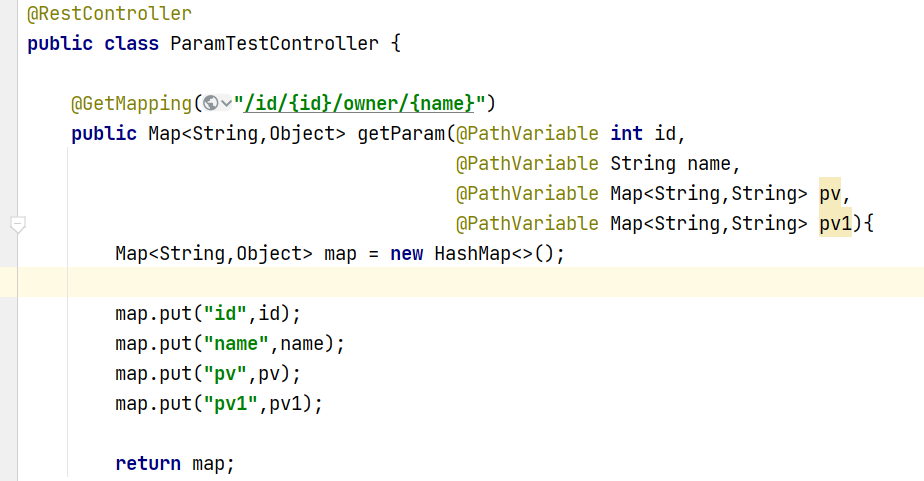 @RestController
public class ParamTestController {
@GetMapping("/id/{id}/owner/{name}")
public Map<String,Object> getParam(@PathVariable int id,
@PathVariable String name,
@PathVariable Map<String,String> pv,
@PathVariable Map<String,String> pv1){
Map<String,Object> map = new HashMap<>();
map.put("id",id);
map.put("name",name);
map.put("pv",pv);
map.put("pv1",pv1);
return map;